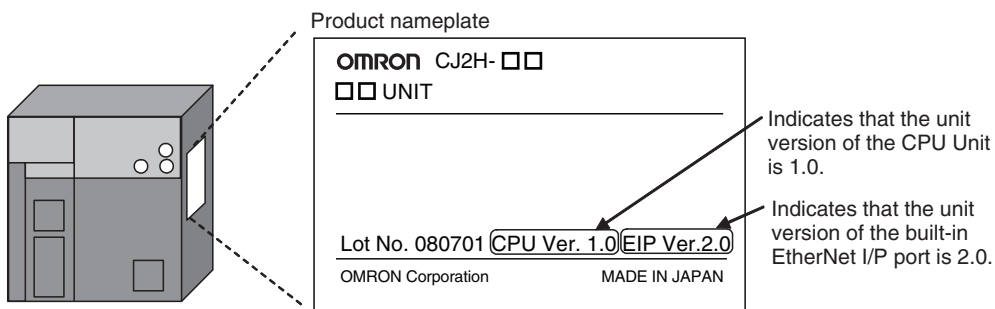 Product nameplate
OMRON CJ2H-□□
□□ UNIT
Indicates that the unit
version of the CPU Unit
is 1.0.
Lot No. 080701 CPU Ver. 1.0 EIP Ver.2.0
Indicates that the unit
version of the built-in
EtherNet I/P port is 2.0.
OMRON Corporation MADE IN JAPAN